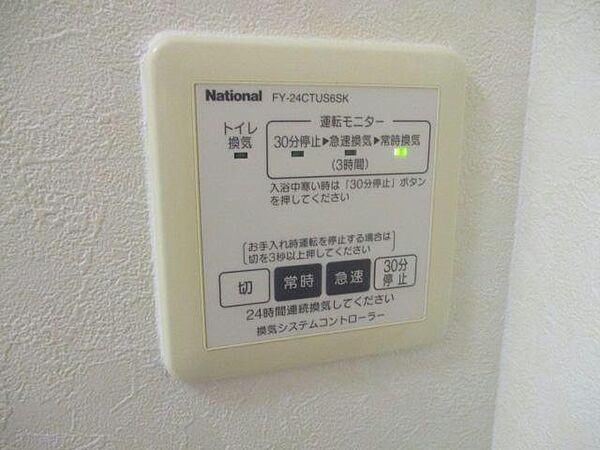 National FY-24CTUS6SK
トイレ
換気
運転モニター
30分停止▶急速換気▶常時換気
(3時間)
入浴中寒い時は「30分停止」ボタン
を押してください
お手入れ時運転を停止する場合は
切を3秒以上押してください
切 常時 急速 30分
停止
24時間連続換気してください
換気システムコントローラー